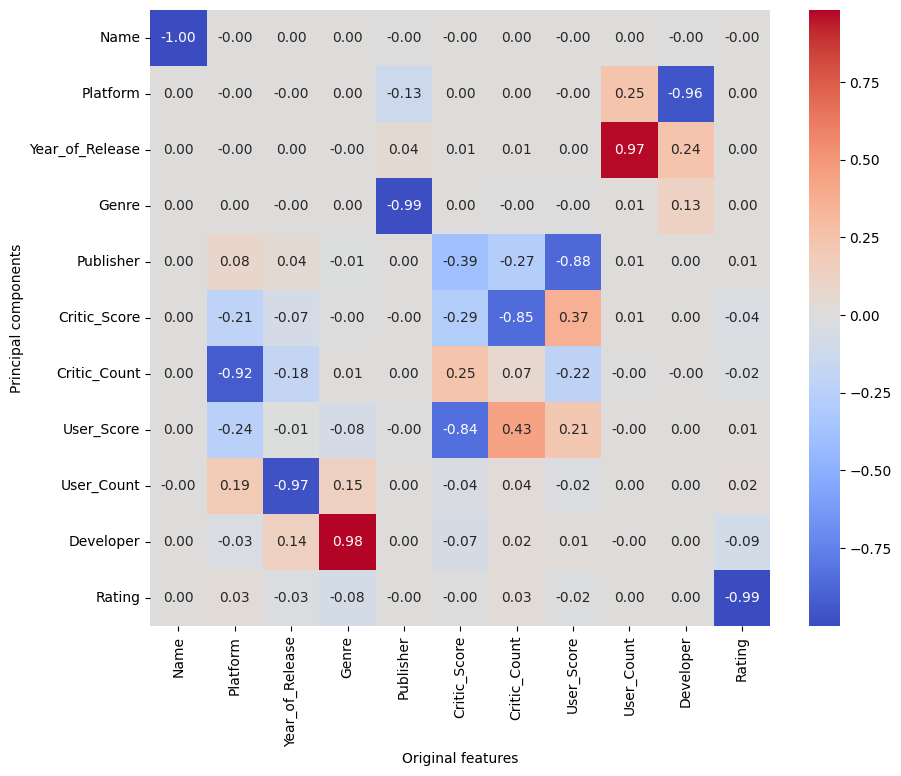 Name -1.00 -0.00 0.00 0.00 -0.00 -0.00 0.00 -0.00 0.00 -0.00 -0.00
Platform 0.00 -0.00 -0.00 0.00 -0.13 0.00 0.00 -0.00 0.25 -0.96 0.00
Year_of_Release 0.00 -0.00 0.00 -0.00 0.04 0.01 0.01 0.00 0.97 0.24 0.00
Genre 0.00 0.00 -0.00 0.00 -0.99 0.00 -0.00 -0.00 0.01 0.13 0.00
Publisher 0.00 0.08 0.04 -0.01 0.00 -0.39 -0.27 -0.88 0.01 0.00 0.01
Critic_Score 0.00 -0.21 -0.07 -0.00 -0.00 -0.29 -0.85 0.37 0.01 0.00 -0.04
Critic_Count 0.00 -0.92 -0.18 0.01 0.00 0.25 0.07 -0.22 -0.00 -0.00 -0.02
User_Score 0.00 -0.24 -0.01 -0.08 -0.00 -0.84 0.43 0.21 -0.00 0.00 0.01
User_Count -0.00 0.19 -0.97 0.15 0.00 -0.04 0.04 -0.02 0.00 0.00 0.02
Developer 0.00 -0.03 0.14 0.98 0.00 -0.07 0.02 0.01 -0.00 0.00 -0.09
Rating 0.00 0.03 -0.03 -0.08 -0.00 -0.00 0.03 -0.02 0.00 0.00 -0.99
Principal components
Name Platform Year_of_Release Genre Publisher Critic_Score Critic_Count User_Score User_Count Developer Rating
Original features
0.75
0.50
0.25
0.00
-0.25
-0.50
-0.75